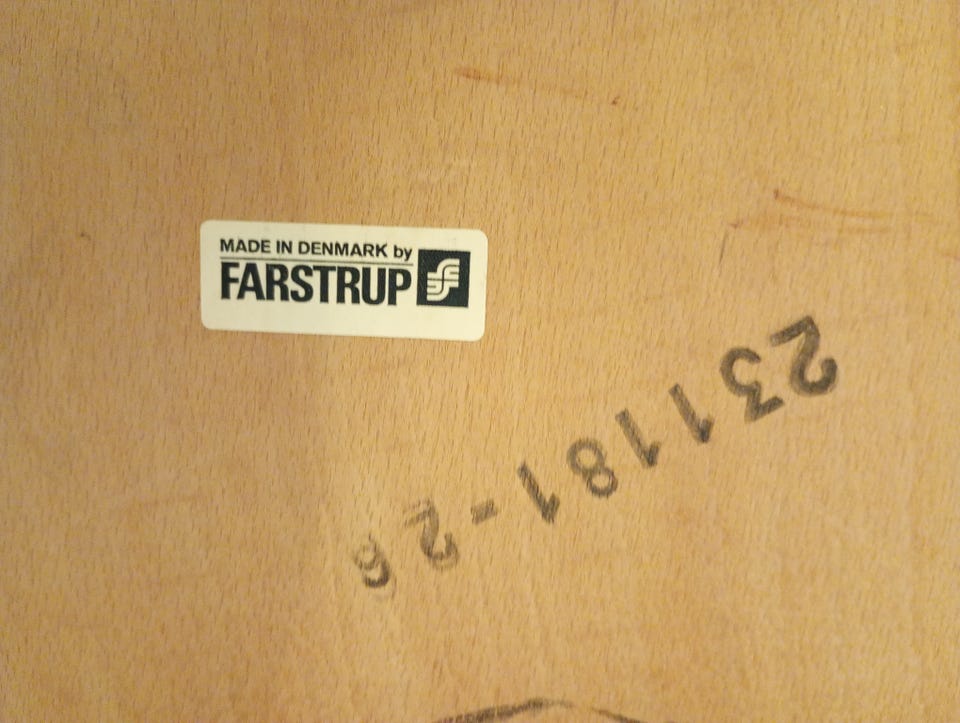 MADE IN DENMARK by
FARSTRUP
231181-26